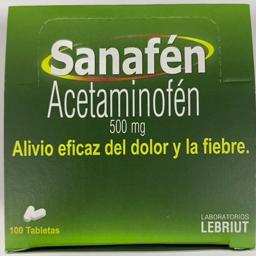 Sanafén
Acetaminofén
500 mg
Alivio eficaz del dolor y la fiebre.
100 Tabletas
LABORATORIOS
LEBRIUT